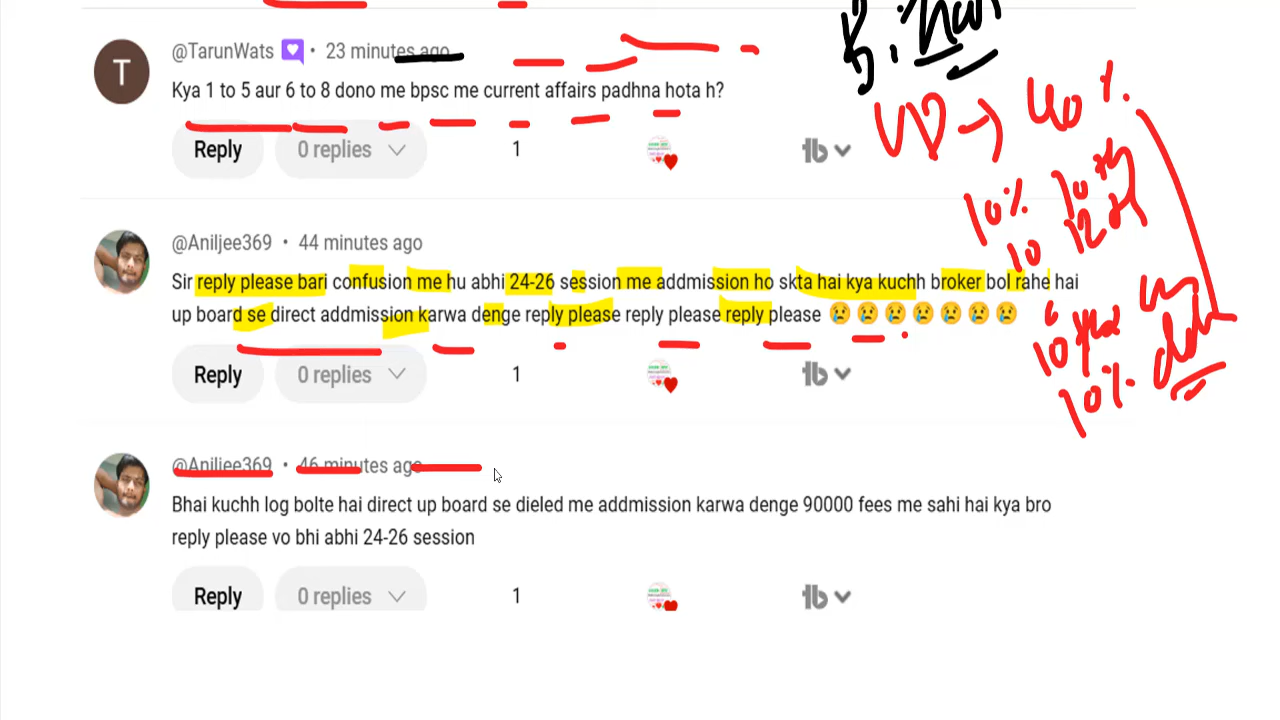 @TarunWats • 23 minutes ago
Kya 1 to 5 aur 6 to 8 dono me bpsc me current affairs padhna hota h?
Reply 0 replies 1
UP → 40 %.
10% 10th
10 12th
@Aniljee369 • 44 minutes ago
Sir reply please bari confusion me hu abhi 24-26 session me addmission ho skta hai kya kuchh broker bol rahe hai
up board se direct addmission karwa denge reply please reply please reply please 😢😢😢😢😢😢😢
Reply 0 replies 1
10
10%
@Aniljee369 • 46 minutes ago
Bhai kuchh log bolte hai direct up board se dieled me addmission karwa denge 90000 fees me sahi hai kya bro
reply please vo bhi abhi 24-26 session
Reply 0 replies 1